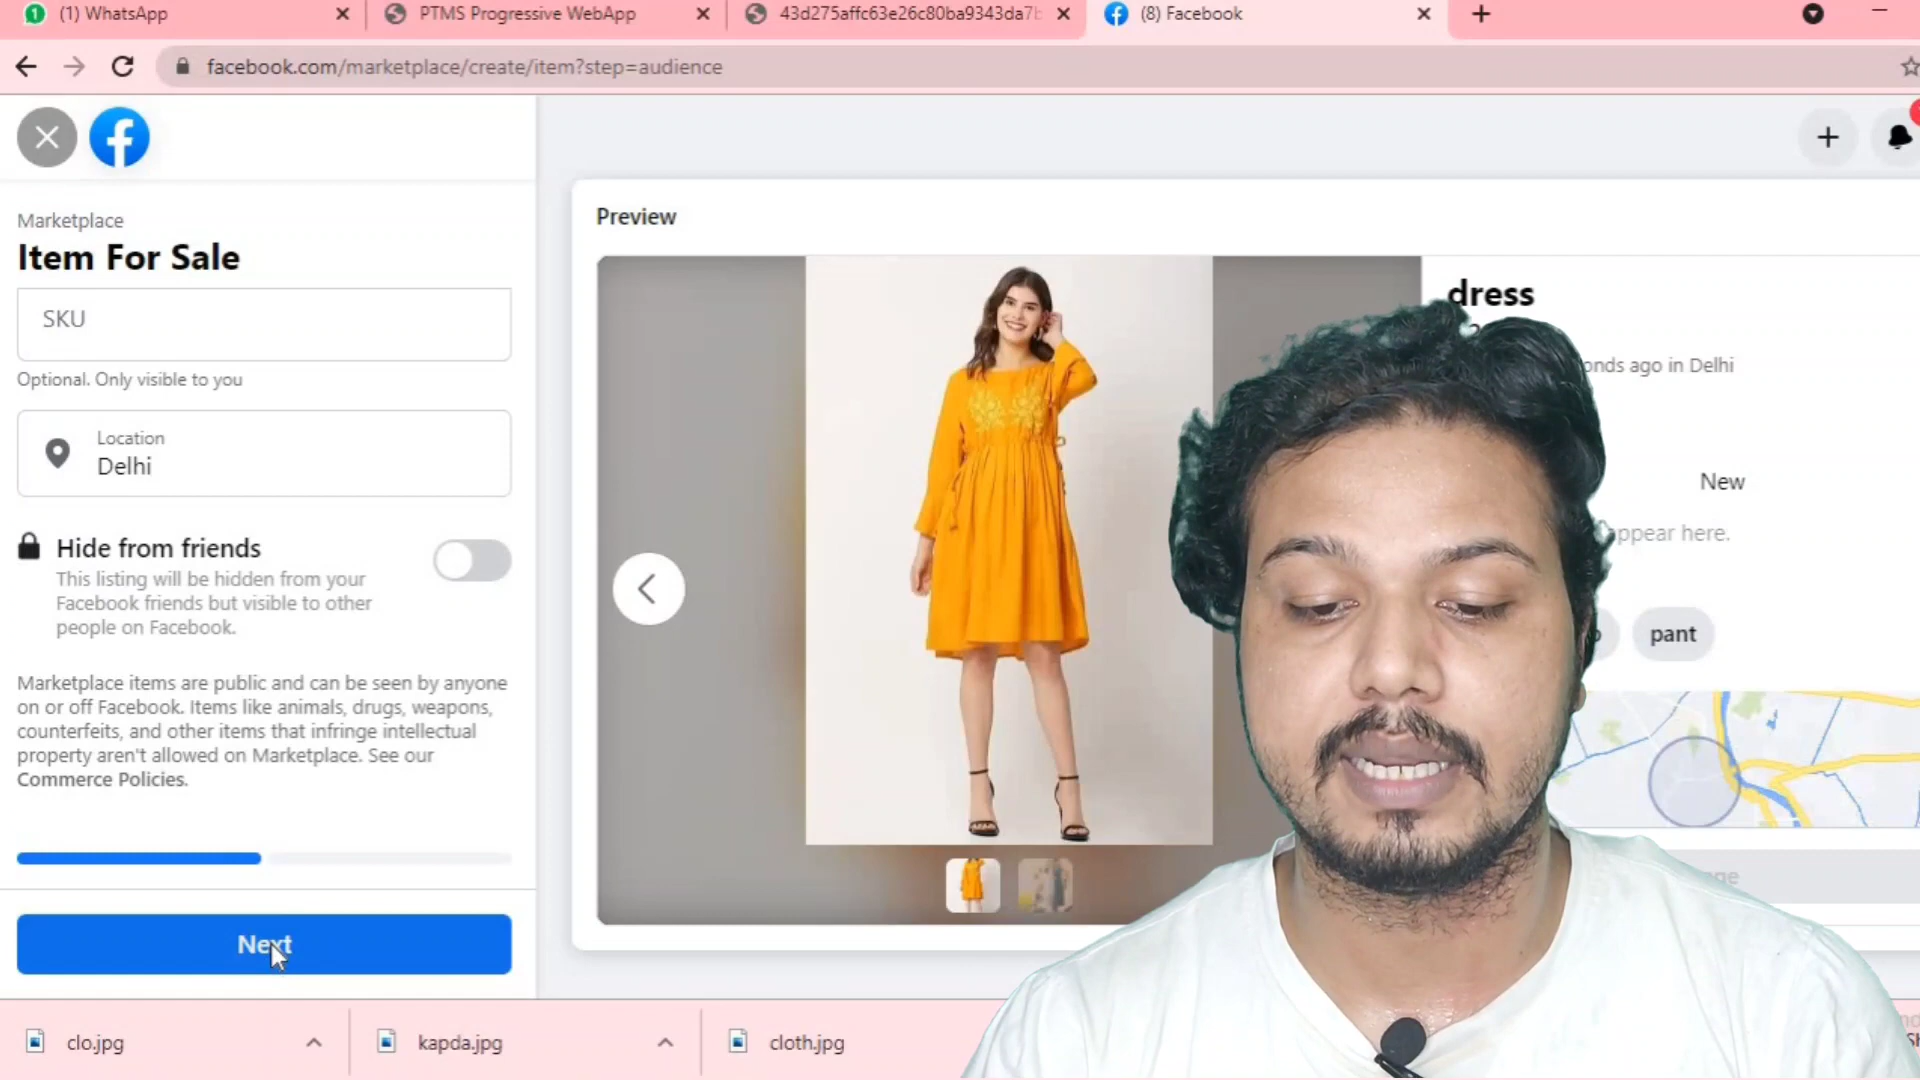 (1) WhatsApp
PTMS Progressive WebApp
43d275affc63e26c80ba9343da7b
(8) Facebook
facebook.com/marketplace/create/item?step=audience
Marketplace
Item For Sale
SKU
Optional. Only visible to you
Location
Delhi
Hide from friends
This listing will be hidden from your
Facebook friends but visible to other
people on Facebook.
Marketplace items are public and can be seen by anyone
on or off Facebook. Items like animals, drugs, weapons,
counterfeits, and other items that infringe intellectual
property aren't allowed on Marketplace. See our
Commerce Policies.
Next
Preview
dress
ago in Delhi
New
appear here.
pant
clo.jpg
kapda.jpg
cloth.jpg